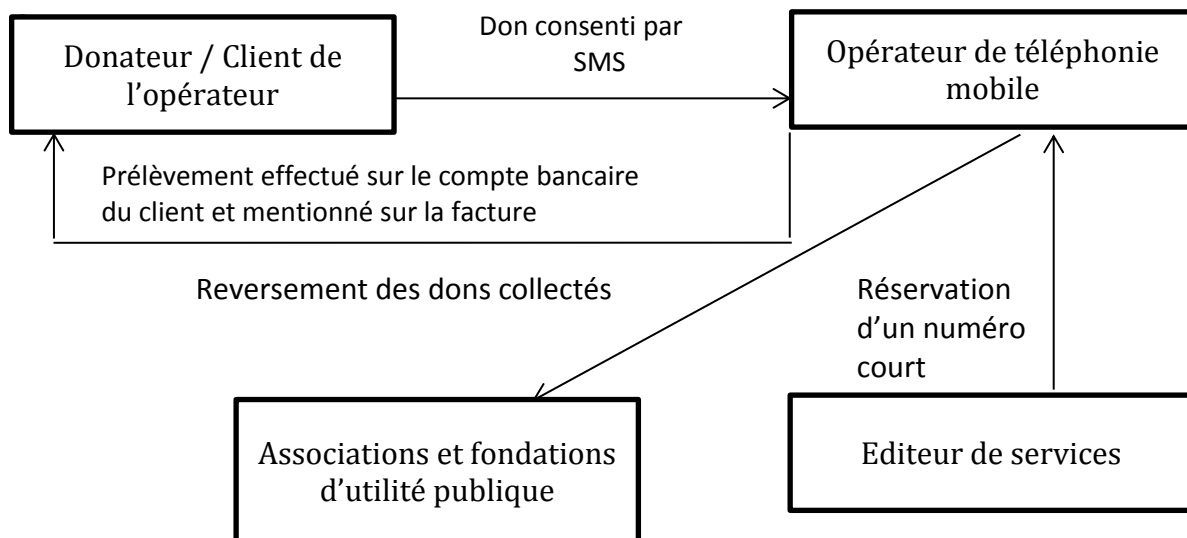 Donateur / Client de
l’opérateur
Don consenti par
SMS
Opérateur de téléphonie
mobile
Prélèvement effectué sur le compte bancaire
du client et mentionné sur la facture
Reversement des dons collectés
Réservation
d’un numéro
court
Associations et fondations
d’utilité publique
Editeur de services